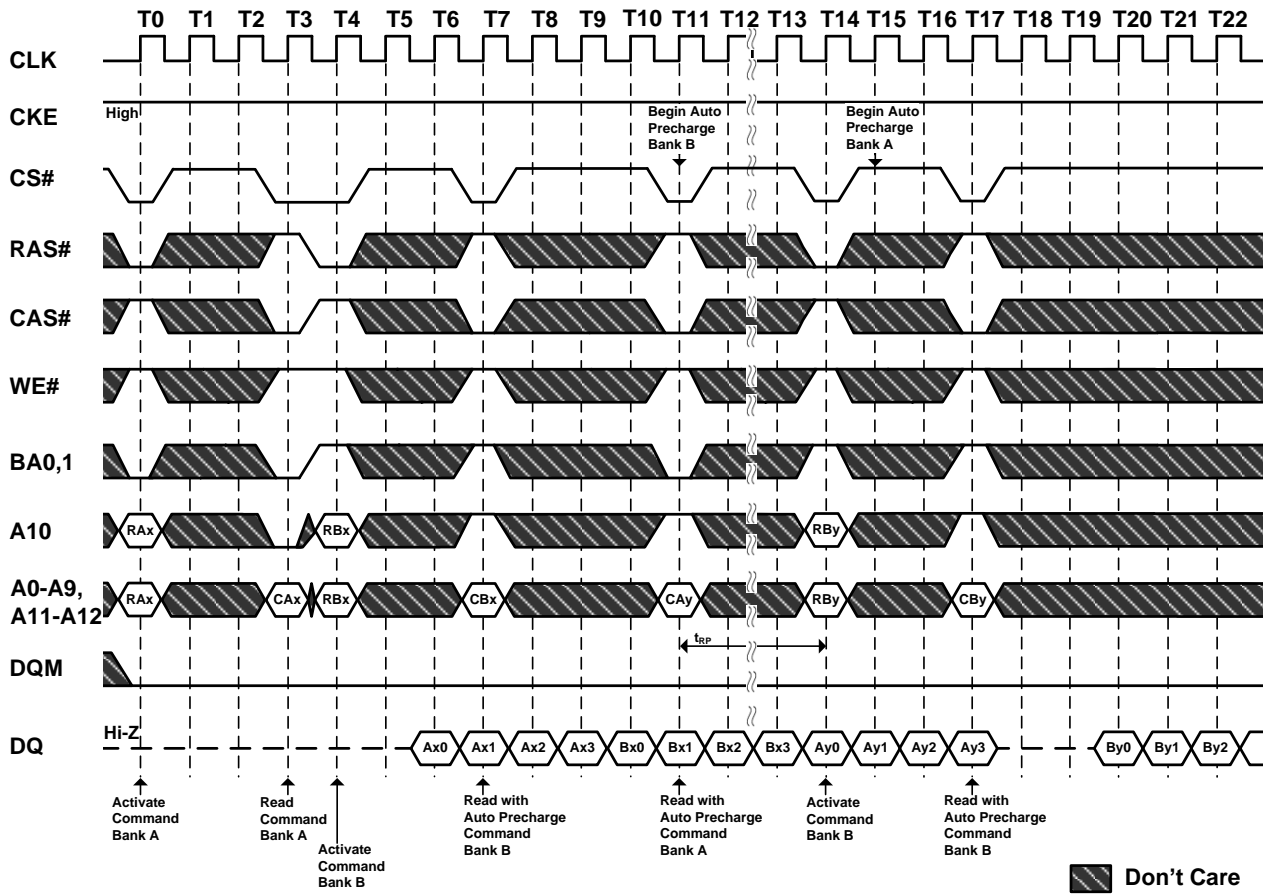 T0 T1 T2 T3 T4 T5 T6 T7 T8 T9 T10 T11 T12 T13 T14 T15 T16 T17 T18 T19 T20 T21 T22
CLK
CKE
High
Begin Auto
Precharge
Bank B
Begin Auto
Precharge
Bank A
CS#
RAS#
CAS#
WE#
BA0,1
A10
RAx RBx RBy
A0-A9,
A11-A12
RAx CAx RBx CBx CAy RBy CBy
tRP
DQM
DQ
Hi-Z
Ax0 Ax1 Ax2 Ax3 Bx0 Bx1 Bx2 Bx3 Ay0 Ay1 Ay2 Ay3 By0 By1 By2
Activate
Command
Bank A
Read
Command
Bank A
Activate
Command
Bank B
Read with
Auto Precharge
Command
Bank B
Read with
Auto Precharge
Command
Bank A
Activate
Command
Bank B
Read with
Auto Precharge
Command
Bank B
Don't Care